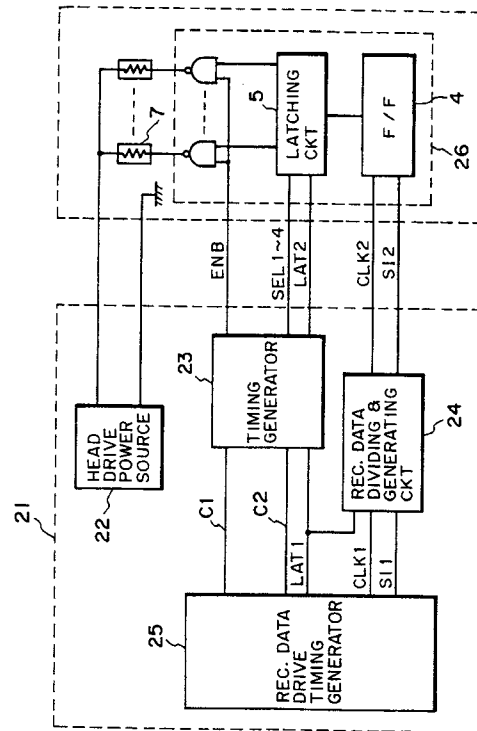 21
HEAD
DRIVE
POWER
SOURCE
22
7
ENB
23
TIMING
GENERATOR
C1
C2
LAT1
SEL1~4
LAT2
5
LATCHING
CKT
25
REC. DATA
DRIVE
TIMING
GENERATOR
CLK1
SI1
REC. DATA
DIVIDING &
GENERATING
CKT
24
CLK2
SI2
F/F
4
26